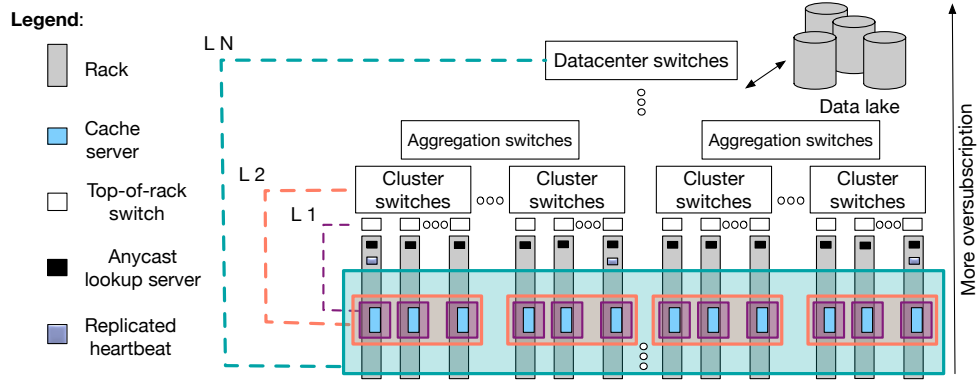 Legend:
Rack
Cache
server
Top-of-rack
switch
Anycast
lookup server
Replicated
heartbeat
L N
L 2
L 1
Datacenter switches
Data lake
Aggregation switches
Aggregation switches
Cluster
switches
Cluster
switches
Cluster
switches
Cluster
switches
More oversubscription